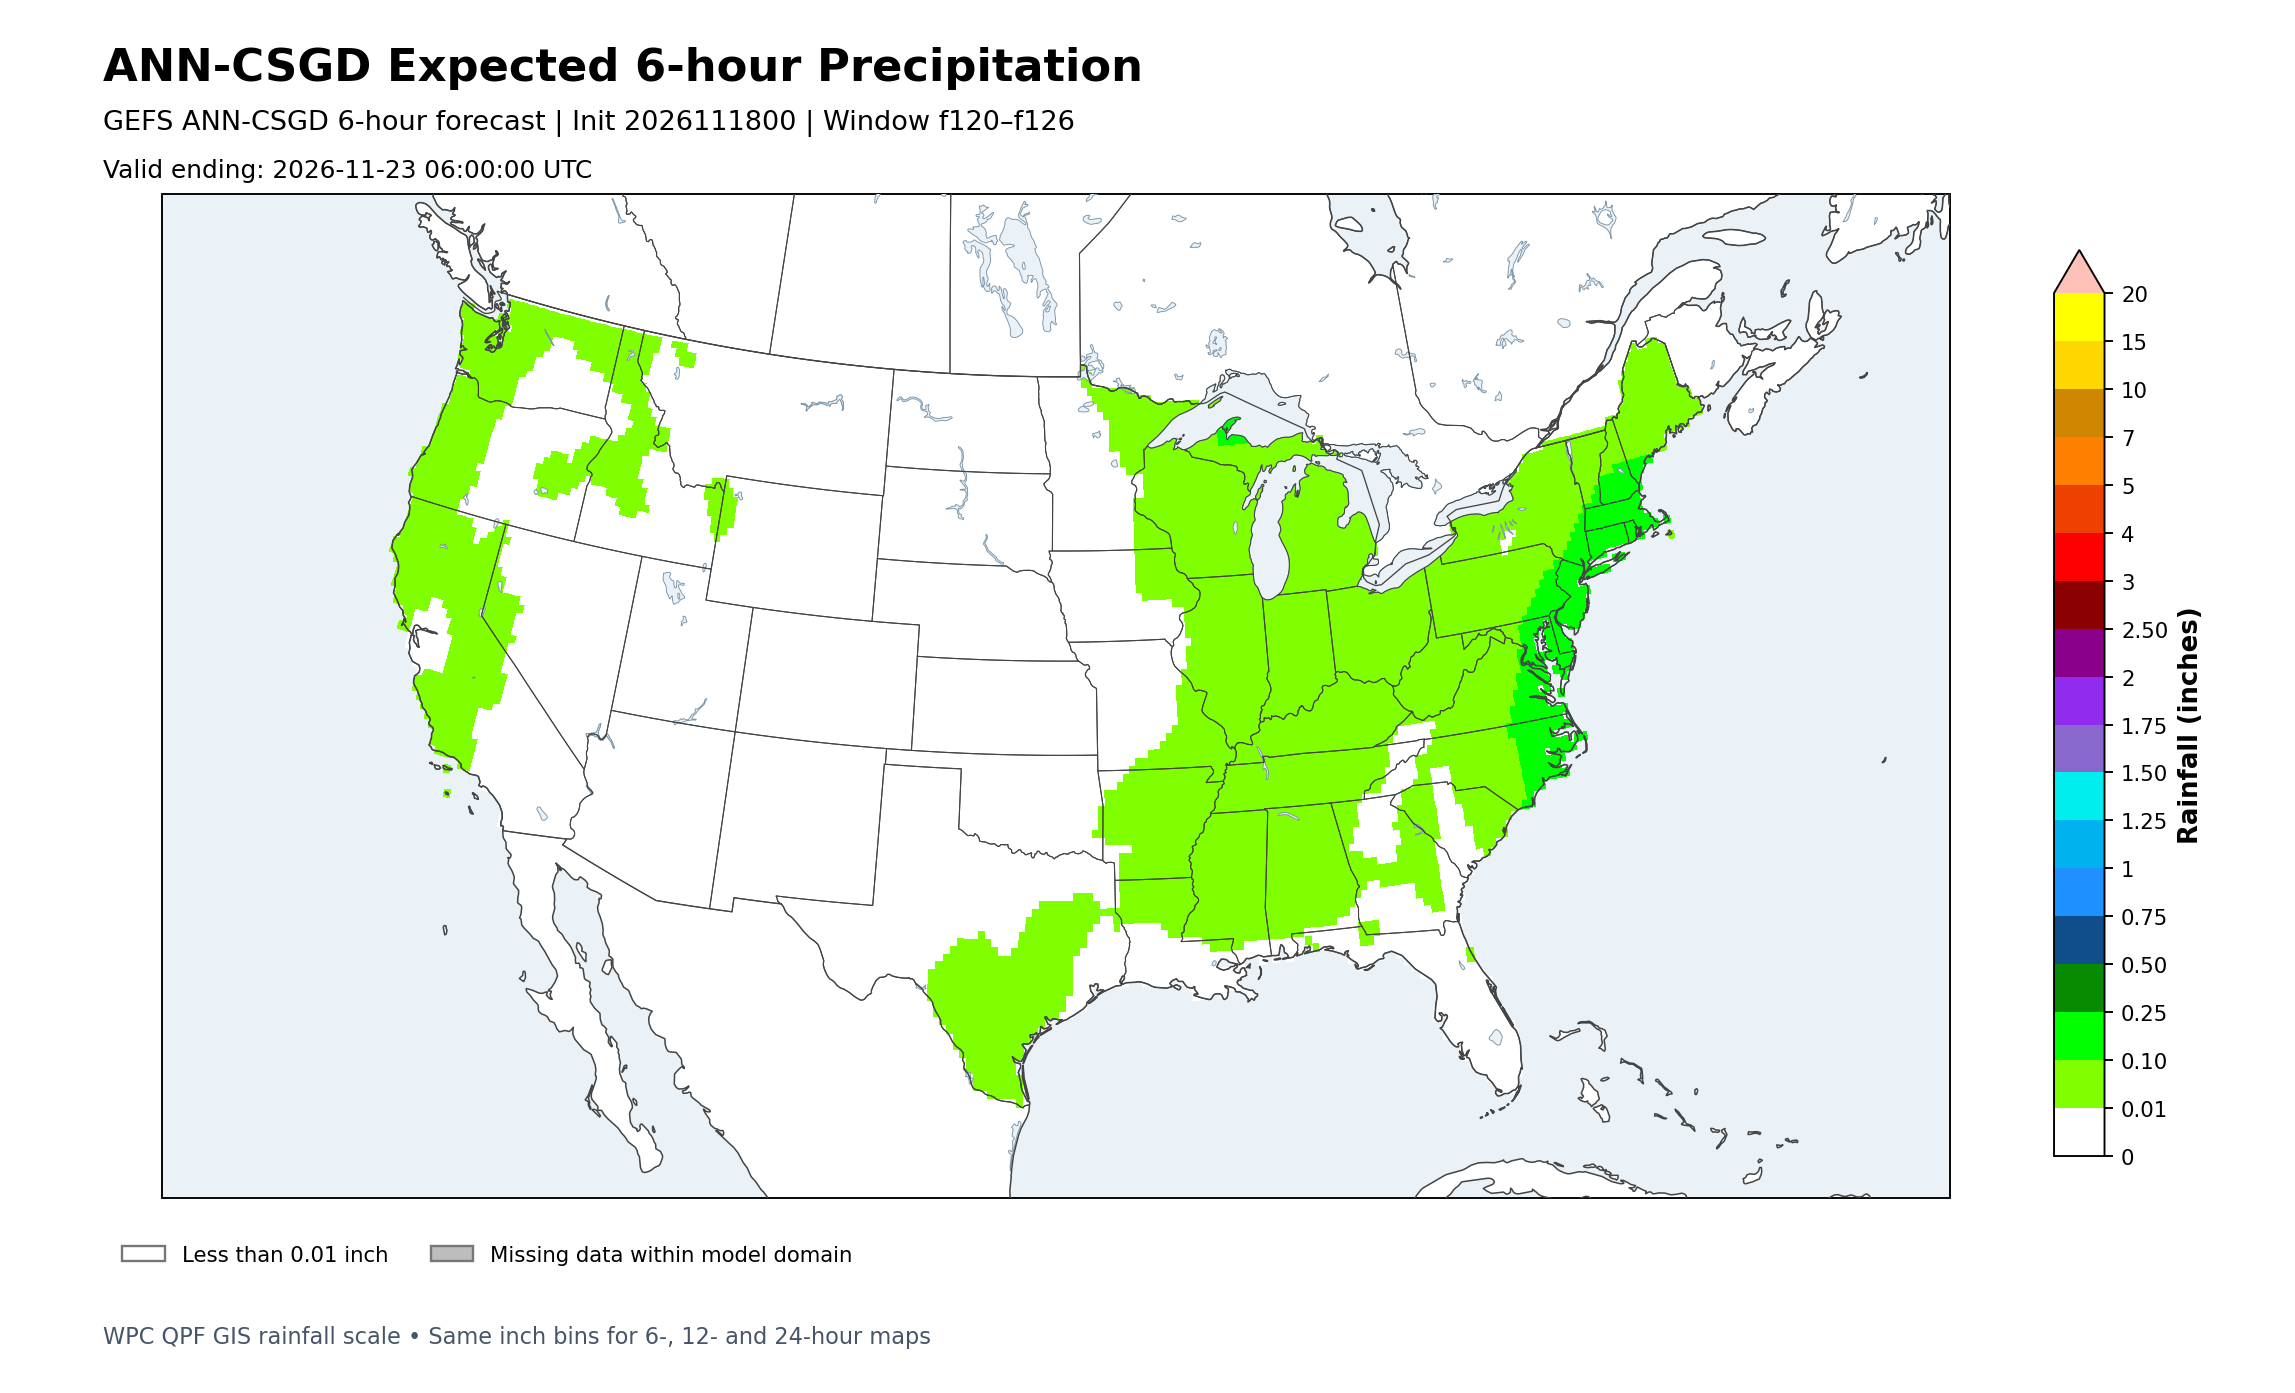 ANN-CSGD Expected 6-hour Precipitation
GEFS ANN-CSGD 6-hour forecast | Init 2026111800 | Window f120–f126
Valid ending: 2026-11-23 06:00:00 UTC
20
15
10
7
5
4
3
2.50
2
1.75
1.50
1.25
1
0.75
0.50
0.25
0.10
0.01
0
Rainfall (inches)
Less than 0.01 inch
Missing data within model domain
WPC QPF GIS rainfall scale • Same inch bins for 6-, 12- and 24-hour maps